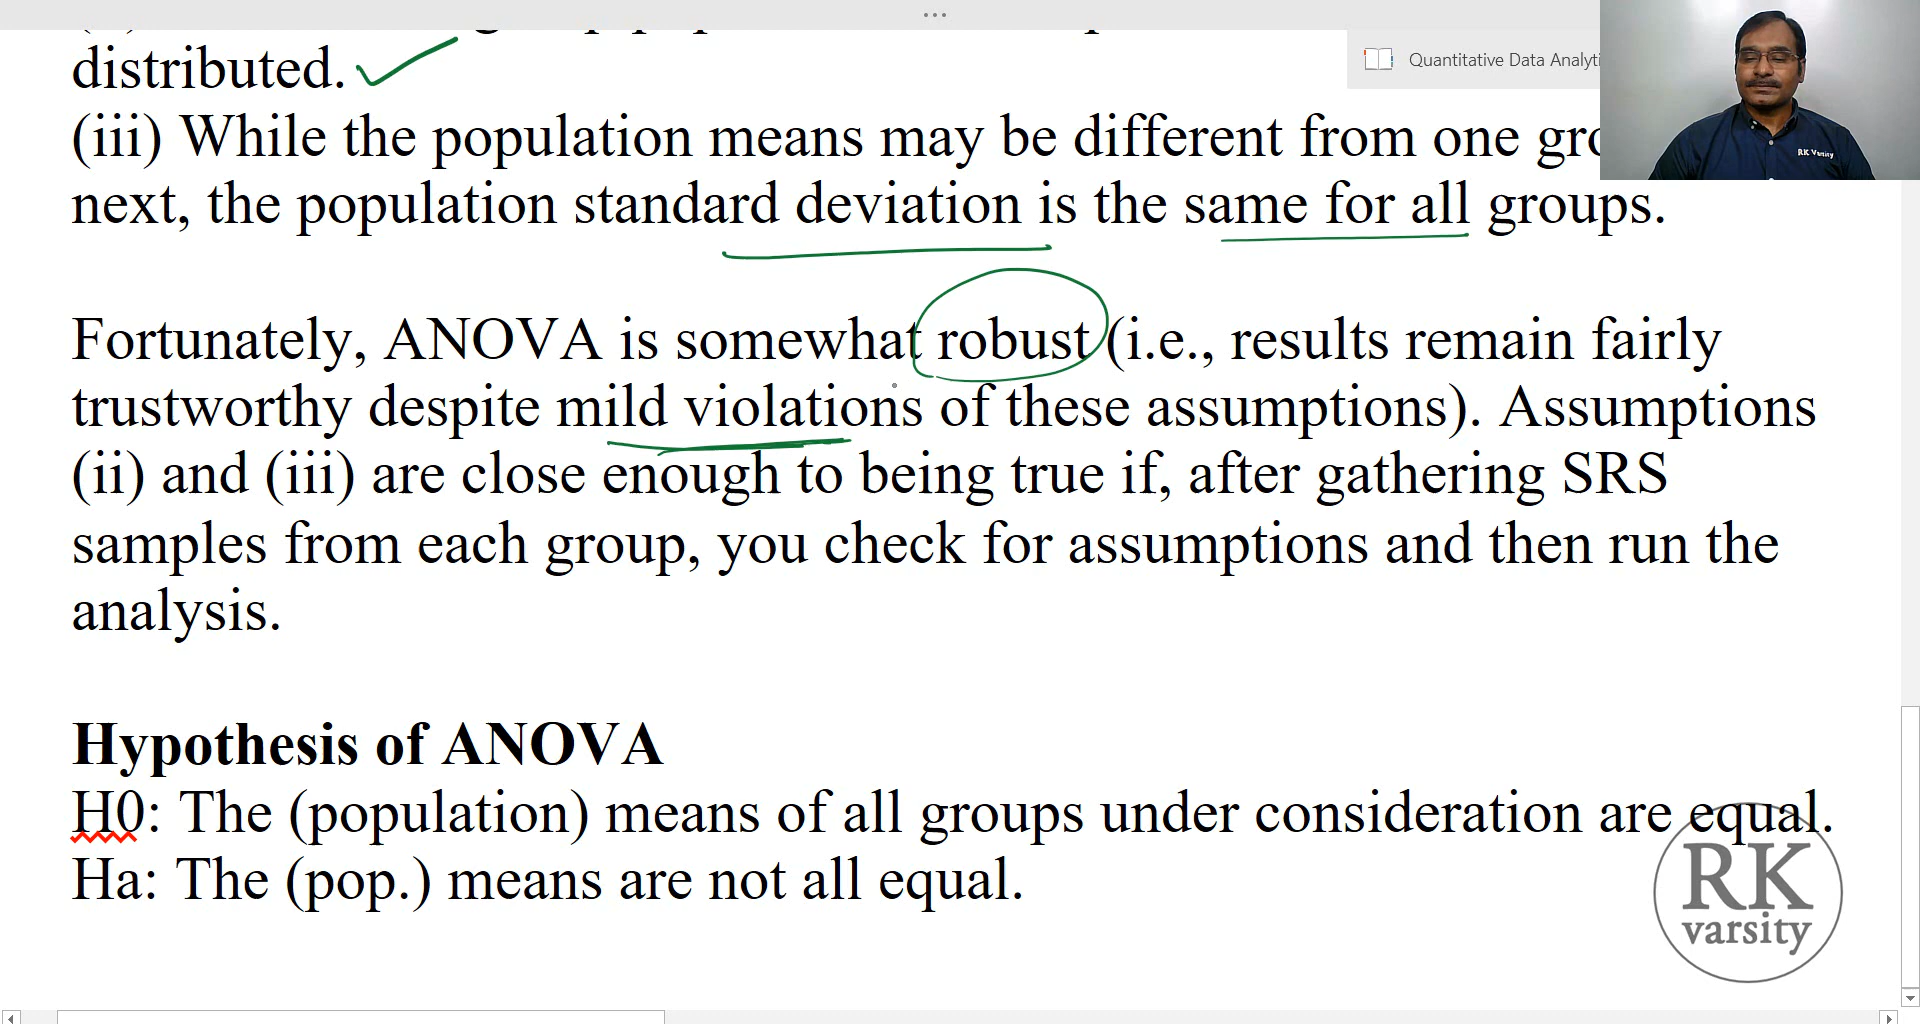 distributed.
Quantitative Data Analyti
(iii) While the population means may be different from one gro
next, the population standard deviation is the same for all groups.
Fortunately, ANOVA is somewhat robust (i.e., results remain fairly
trustworthy despite mild violations of these assumptions). Assumptions
(ii) and (iii) are close enough to being true if, after gathering SRS
samples from each group, you check for assumptions and then run the
analysis.
Hypothesis of ANOVA
H0: The (population) means of all groups under consideration are equal.
Ha: The (pop.) means are not all equal.
RK Varsity
RK
varsity